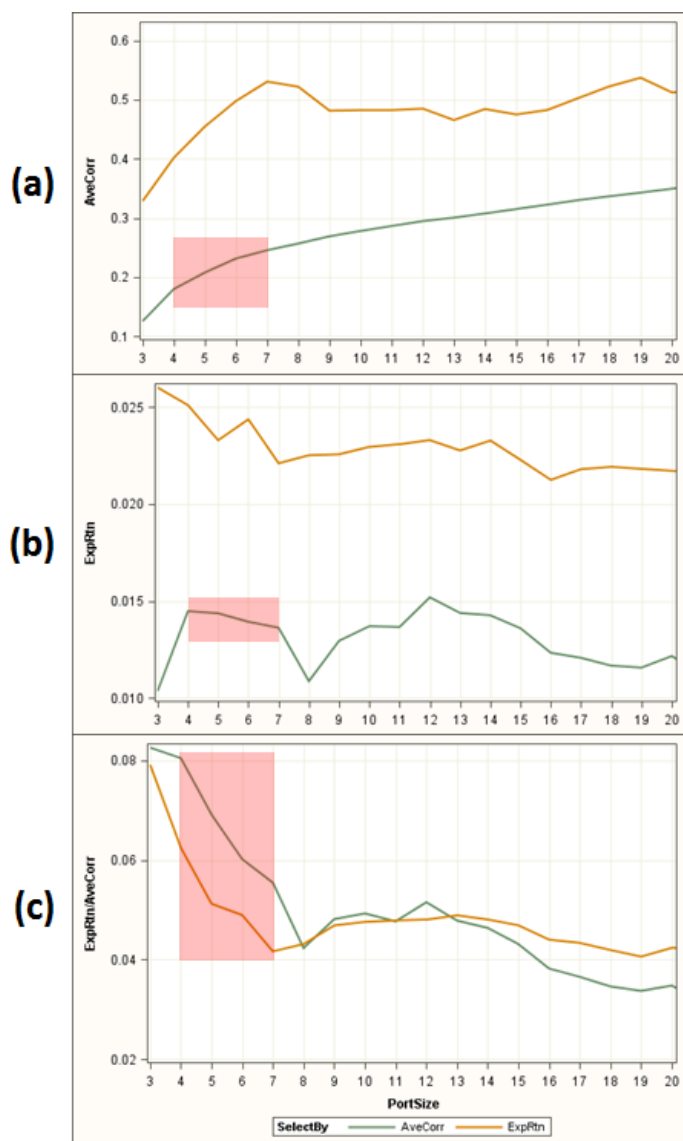 (a)
AveCorr
0.6
0.5
0.4
0.3
0.2
0.1
3 4 5 6 7 8 9 10 11 12 13 14 15 16 17 18 19 20
(b)
ExpRtn
0.025
0.020
0.015
0.010
3 4 5 6 7 8 9 10 11 12 13 14 15 16 17 18 19 20
(c)
ExpRtn/AveCorr
0.08
0.06
0.04
0.02
3 4 5 6 7 8 9 10 11 12 13 14 15 16 17 18 19 20
PortSize
SelectBy AveCorr ExpRtn